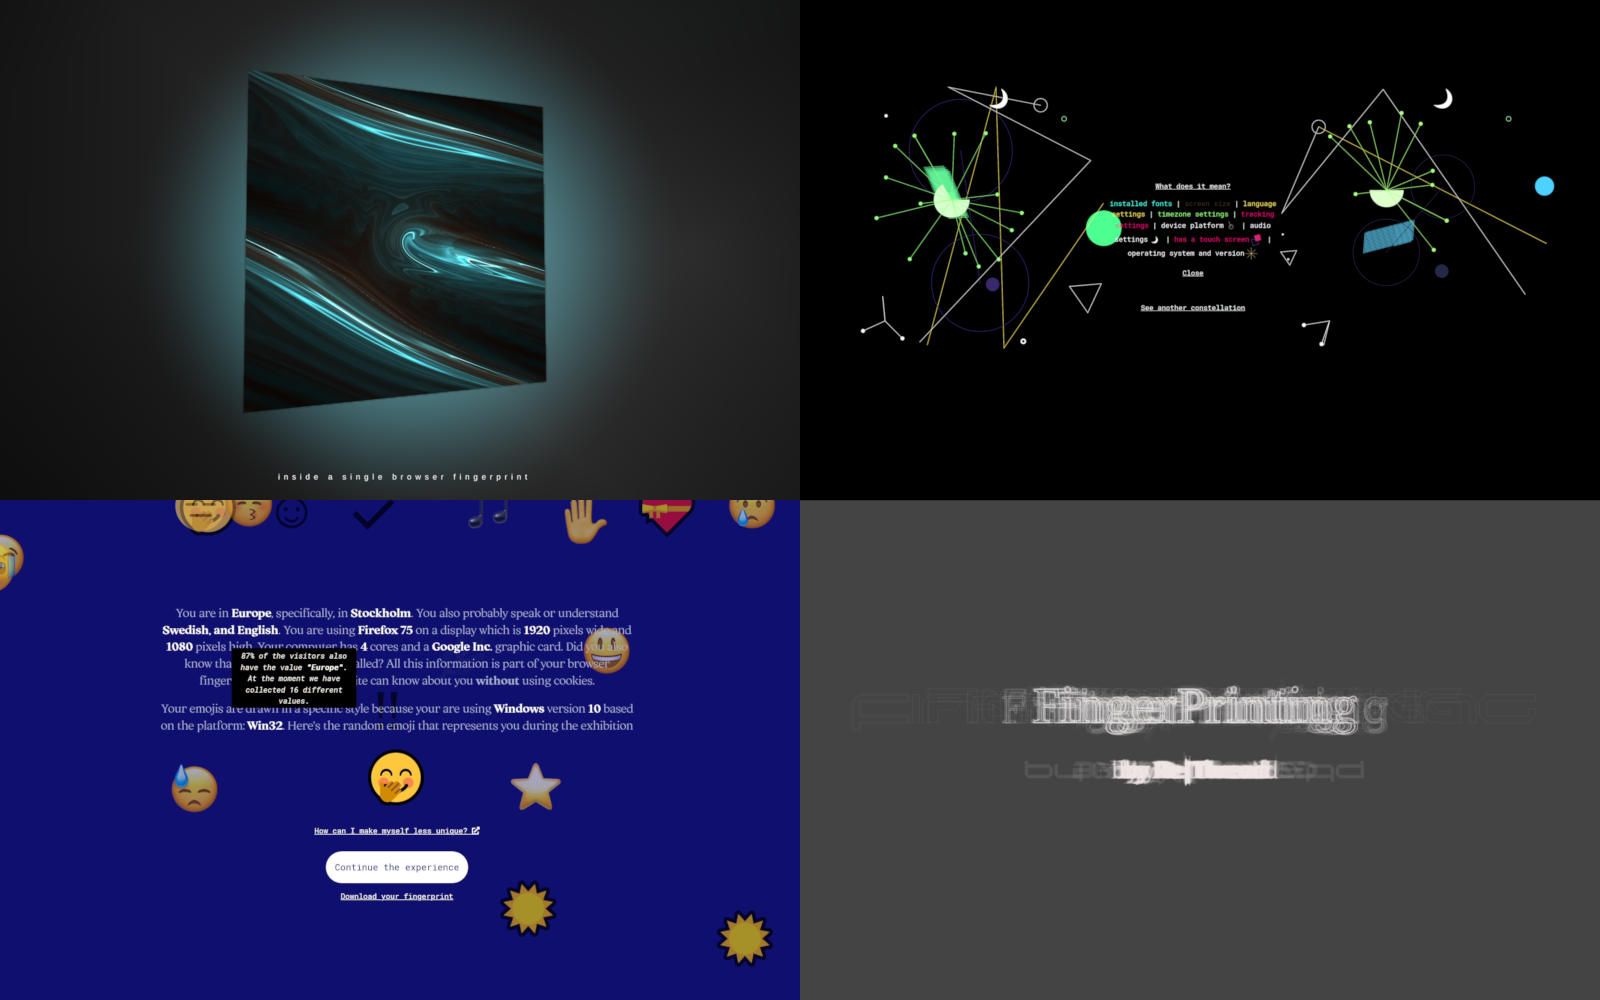 inside a single browser fingerprint
What does it mean?
installed fonts | screen size | language
settings | timezone settings | tracking
settings | device platform | audio
settings | has a touch screen |
operating system and version
Close
See another constellation
You are in Europe, specifically, in Stockholm. You also probably speak or understand
Swedish, and English. You are using Firefox 75 on a display which is 1920 pixels wide and
1080 pixels high. Your computer has 4 cores and a Google Inc. graphic card. Did you also
know tha
alled? All this information is part of your browser
finger
ite can know about you without using cookies.
87% of the visitors also
have the value "Europe".
At the moment we have
collected 16 different
values.
Your emojis are drawn in a specific style because your are using Windows version 10 based
on the platform: Win32. Here's the random emoji that represents you during the exhibition
How can I make myself less unique?
Continue the experience
Download your fingerprint
FingerPrinting